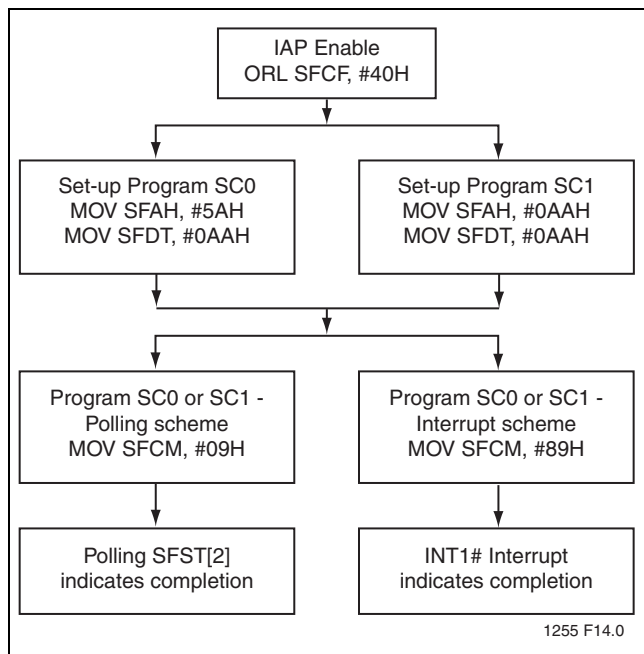 IAP Enable
ORL SFCF, #40H
Set-up Program SC0
MOV SFAH, #5AH
MOV SFDT, #0AAH
Set-up Program SC1
MOV SFAH, #0AAH
MOV SFDT, #0AAH
Program SC0 or SC1 -
Polling scheme
MOV SFCM, #09H
Program SC0 or SC1 -
Interrupt scheme
MOV SFCM, #89H
Polling SFST[2]
indicates completion
INT1# Interrupt
indicates completion
1255 F14.0